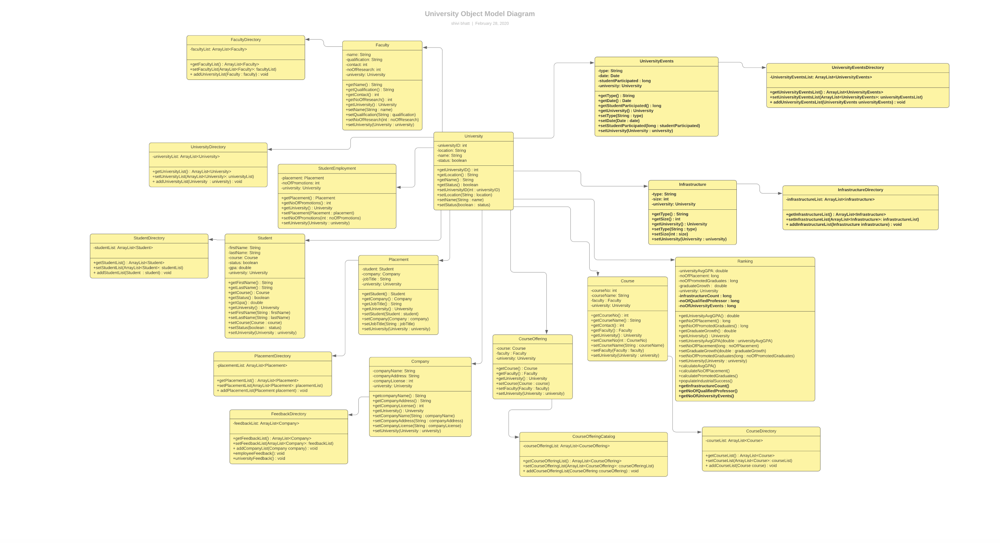 University Object Model Diagram
shivi bhatt | February 28, 2020
FacultyDirectory
-facultyList: ArrayList<Faculty>
+getFacultyList() : ArrayList<Faculty>
+setFacultyList(ArrayList<Faculty>: facultyList)
+ addUniversityList(Faculty : faculty) : void
Faculty
-name: String
-qualification: String
-contact: int
-noOfResearch: int
-university: University
+getName() : String
+getQualification() : String
+getContact() : int
+getNoOfResearch() : int
+getUniversity() : University
+setName(String : name)
+setQualification(String : qualification)
+setNoOfResearch(int : noOfResearch)
+setUniversity(University : university)
UniversityEvents
-type: String
-date: Date
-studentParticipated : long
-university: University
+getType() : String
+getDate() : Date
+getStudentParticipated() : long
+getUniversity() : University
+setType(String : type)
+setDate(Date : date)
+setStudentParticipated(long : studentParticipated)
+setUniversity(University : university)
UniversityEventsDirectory
-UniversityEventsList: ArrayList<UniversityEvents>
+getUniversityEventsList() : ArrayList<UniversityEvents>
+setUniversityEventsList(ArrayList<UniversityEvents>: universityEventsList)
+ addUniversityEventsList(UniversityEvents universityEvents) : void
UniversityDirectory
-universityList: ArrayList<University>
+getUniversityList() : ArrayList<University>
+setUniversityList(ArrayList<University>: universityList)
+ addUniversityList(University  : university) : void
StudentEmployment
-placement: Placement
-noOfPromotions: int
-university: University
+getPlacement() : Placement
+getNoOfPromotions() : int
+getUniversity() : University
+setPlacement(Placement : placement)
+setNoOfPromotions(int : noOfPromotions)
+setUniversity(University : university)
University
-universityID: int
-location: String
-name: String
-status: boolean
+getUniversityID() : int
+getLocation() : String
+getName() : String
+getStatus() : boolean
+setUniversityID(int : universityID)
+setLocation(String : location)
+setName(String : name)
+setStatus(boolean :  status)
Infrastructure
-type: String
-size: int
-university: University
+getType() : String
+getSize() : int
+getUniversity() : University
+setType(String : type)
+setSize(int : size)
+setUniversity(University : university)
InfrastructureDirectory
-infrastructureList: ArrayList<infrastructure>
+getInfrastructureList() : ArrayList<Infrastructure>
+setInfrastructureList(ArrayList<Infrastructure>: infrastructureList)
+ addInfrastructureList(Infrastructure infrastructure) : void
StudentDirectory
-studentList: ArrayList<Student>
+getStudentList() : ArrayList<Student>
+setStudentList(ArrayList<Student>: studentList)
+ addStudentList(Student  : student) : void
Student
-firstName: String
-lastName: String
-course: Course
-status: boolean
-gpa: double
-university: University
+getFirstName() : String
+getLastName() : String
+getCourse() : Course
+getStatus() : boolean
+getGpa() : double
+getUniversity() : University
+setFirstName(String : firstName)
+setLastName(String : lastName)
+setCourse(Course : course)
+setStatus(boolean :  status)
+setUniversity(University : university)
Placement
-student: Student
-company: Company
-jobTitle : String
-university: University
+getStudent() : Student
+getCompany() : Company
+getJobTitle() : String
+getUniversity() : University
+setStudent(Student : student)
+setCompany(Company : company)
+setJobTitle(String : jobTitle)
+setUniversity(University : university)
Ranking
-universityAvgGPA: double
-noOfPlacement: long
-noOfPromotedGraduates : long
-graduateGrowth :  double
-university: University
-infrastructureCount : long
-noOfQualifiedProfessor : long
-noOfUniversityEvents : long
+getUniversityAvgGPA() : double
+getNoOfPlacement() : long
+getNoOfPromotedGraduates() : long
+getGraduateGrowth() : double
+getUniversity() : University
+setUniversityAvgGPA(double : universityAvgGPA)
+setNoOfPlacement(long : noOfPlacement)
+setGraduateGrowth(double : graduateGrowth)
+setNoOfPromotedGraduates(long : noOfPromotedGraduates)
+setUniversity(University : university)
+calculateAvgGPA()
+calculateNoOfPlacement()
+calculatePromotedGraduates()
+populateIndustrialSuccess()
+getInfrastructureCount()
+getNoOfQualifiedProfessor()
+getNoOfUniversityEvents()
Course
-courseNo: int
-courseName: String
-faculty : Faculty
-university: University
+getCourseNo() : int
+getCourseName() : String
+getContact() : int
+getFaculty() : Faculty
+getUniversity() : University
+setCourseNo(int : CourseNo)
+setCourseName(String : courseName)
+setFaculty(Faculty : faculty)
+setUniversity(University : university)
CourseOffering
-course: Course
-faculty : Faculty
-university: University
+getCourse() : Course
+getFaculty() : Faculty
+getUniversity() : University
+setCourse(Course : course)
+setFaculty(Faculty : faculty)
+setUniversity(University : university)
PlacementDirectory
-placementList: ArrayList<Placement>
+getPlacementList() : ArrayList<Placement>
+setPlacementList(ArrayList<Placement>: placementList)
+ addPlacementList(Placement placement) : void
Company
-companyName: String
-companyAddress: String
-companyLicense : int
-university: University
+getcompanyName() : String
+getCompanyAddress() : String
+getCompanyLicense() : int
+getUniversity() : University
+setCompanyName(String : companyName)
+setCompanyAddress(String : companyAddress)
+setCompanyLicense(String : companyLicense)
+setUniversity(University : university)
FeedbackDirectory
-feedbackList: ArrayList<Company>
+getFeedbackList() : ArrayList<Company>
+setFeedbackList(ArrayList<Company>: feedbackList)
+ addCompanyList(Company company) : void
+employeeFeedback(): void
+universityFeedback() : void
CourseOfferingCatalog
-courseOfferingList: ArrayList<CourseOffering>
+getCourseOfferingList() : ArrayList<CourseOffering>
+setCourseOfferingList(ArrayList<CourseOffering>: courseOfferingList)
+ addCourseOfferingList(CourseOffering courseOffering) : void
CourseDirectory
-courseList: ArrayList<Course>
+getCourseList() : ArrayList<Course>
+setCourseList(ArrayList<Course>: courseList)
+ addCourseList(Course course) : void